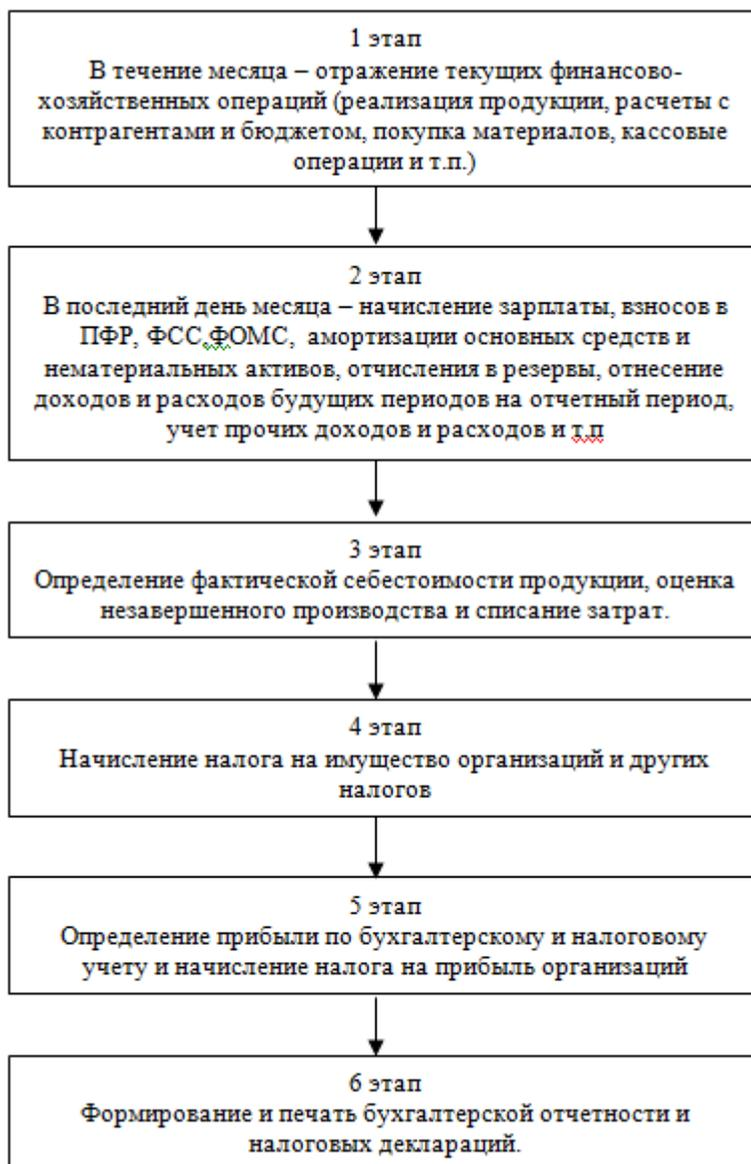 1 этап
В течение месяца – отражение текущих финансово-
хозяйственных операций (реализация продукции, расчеты с
контрагентами и бюджетом, покупка материалов, кассовые
операции и т.п.)
2 этап
В последний день месяца – начисление зарплаты, взносов в
ПФР, ФСС,ФОМС, амортизации основных средств и
нематериальных активов, отчисления в резервы, отнесение
доходов и расходов будущих периодов на отчетный период,
учет прочих доходов и расходов и т.п
3 этап
Определение фактической себестоимости продукции, оценка
незавершенного производства и списание затрат.
4 этап
Начисление налога на имущество организаций и других
налогов
5 этап
Определение прибыли по бухгалтерскому и налоговому
учету и начисление налога на прибыль организаций
6 этап
Формирование и печать бухгалтерской отчетности и
налоговых деклараций.